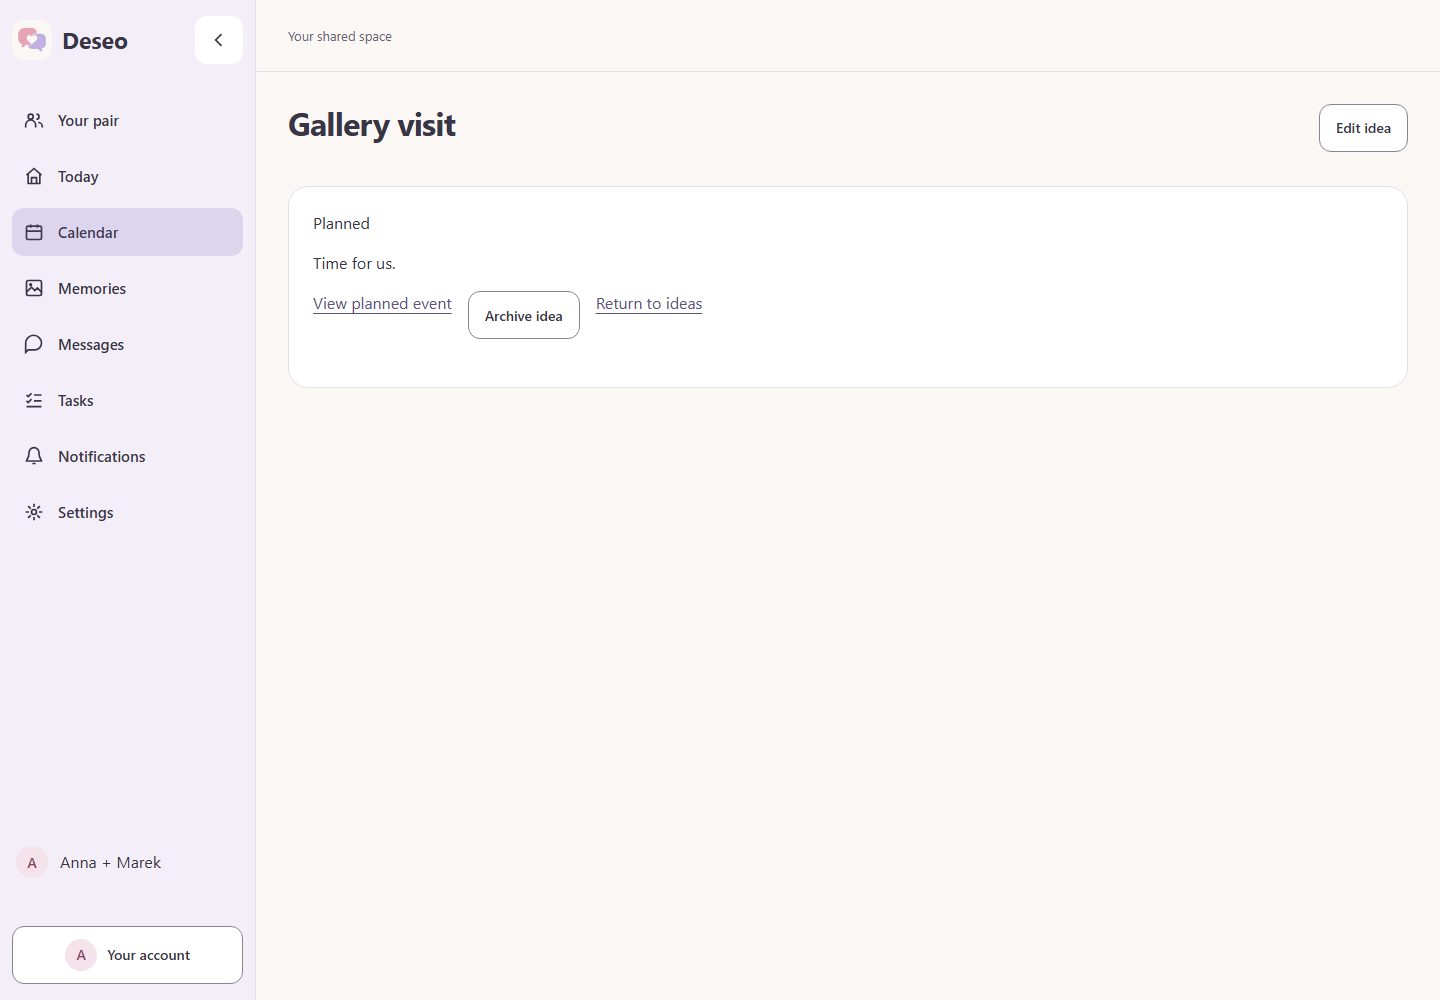 Deseo
Your pair
Today
Calendar
Memories
Messages
Tasks
Notifications
Settings
A Anna + Marek
A Your account
Your shared space
Gallery visit
Edit idea
Planned
Time for us.
View planned event Archive idea Return to ideas